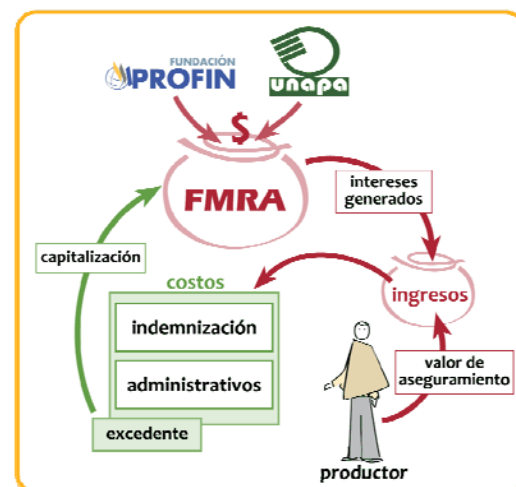 FUNDACIÓN
PROFIN
unapa
$
FMRA
intereses
generados
capitalización
costos
ingresos
indemnización
valor de
aseguramiento
administrativos
excedente
productor